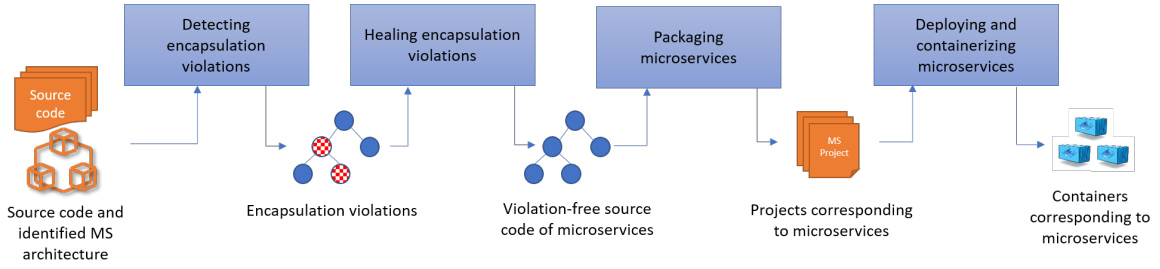 Detecting
encapsulation
violations
Healing encapsulation
violations
Packaging
microservices
Deploying and
containerizing
microservices
Source
code
MS
Project
Source code and
identified MS
architecture
Encapsulation violations
Violation-free source
code of microservices
Projects corresponding
to microservices
Containers
corresponding to
microservices